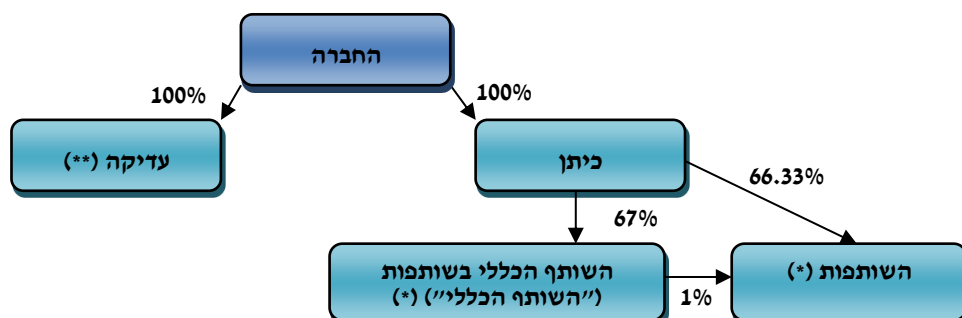 החברה
100%
100%
עדיקה (**)
כיתן
66.33%
67%
השותף הכללי בשותפות
("השותף הכללי") (*)
1%
השותפות (*)